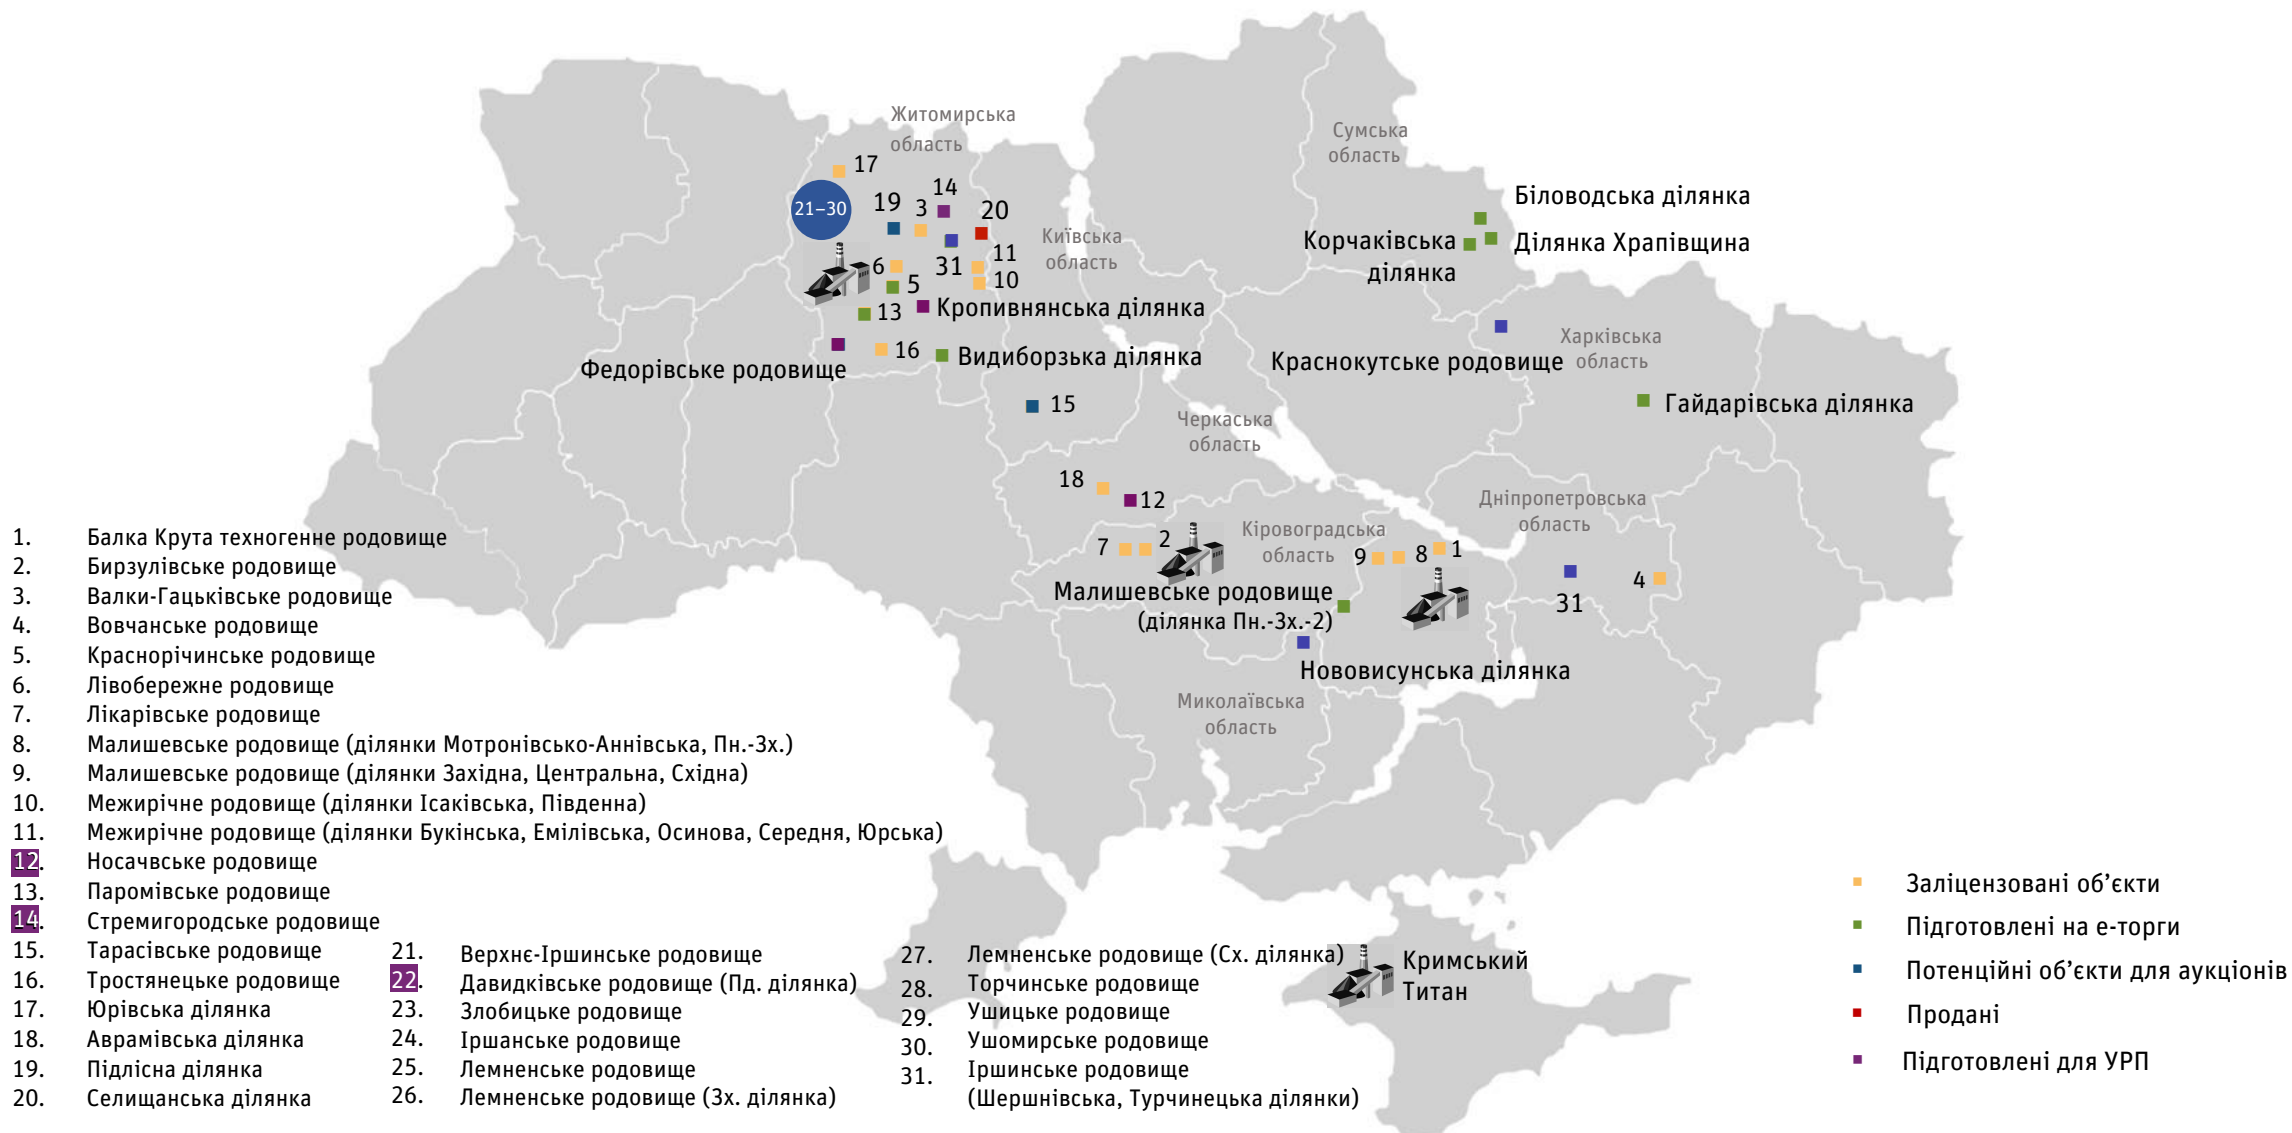 Житомирська
область
17
14
21–30
19
3
20
Київська
область
11
6
31
10
5
Кропивнянська ділянка
13
16
Видиборзька ділянка
Федорівське родовище
15
Сумська
область
Біловодська ділянка
Корчаківська
ділянка
Ділянка Храпівщина
Краснокутське родовище
Харківська
область
Гайдарівська ділянка
Черкаська
область
18
12
7
2
Кіровоградська
область
9
8
1
Дніпропетровська
область
4
31
Малишевське родовище
(ділянка Пн.-Зх.-2)
Нововисунська ділянка
Миколаївська
область
1. Балка Крута техногенне родовище
2. Бирзулівське родовище
3. Валки-Гацьківське родовище
4. Вовчанське родовище
5. Краснорічинське родовище
6. Лівобережне родовище
7. Лікарівське родовище
8. Малишевське родовище (ділянки Мотронівсько-Аннівська, Пн.-Зх.)
9. Малишевське родовище (ділянки Західна, Центральна, Східна)
10. Межирічне родовище (ділянки Ісаківська, Південна)
11. Межирічне родовище (ділянки Букінська, Емілівська, Осинова, Середня, Юрська)
12. Носачвське родовище
13. Паромівське родовище
14. Стремигородське родовище
15. Тарасівське родовище
16. Тростянецьке родовище
17. Юрівська ділянка
18. Аврамівська ділянка
19. Підлісна ділянка
20. Селищанська ділянка
21. Верхнє-Іршинське родовище
22. Давидківське родовище (Пд. ділянка)
23. Злобицьке родовище
24. Іршанське родовище
25. Лемненське родовище
26. Лемненське родовище (Зх. ділянка)
27. Лемненське родовище (Сх. ділянка)
28. Торчинське родовище
29. Ушицьке родовище
30. Ушомирське родовище
31. Іршинське родовище
(Шершнівська, Турчинецька ділянки)
Кримський
Титан
Заліцензовані об’єкти
Підготовлені на е-торги
Потенційні об’єкти для аукціонів
Продані
Підготовлені для УРП